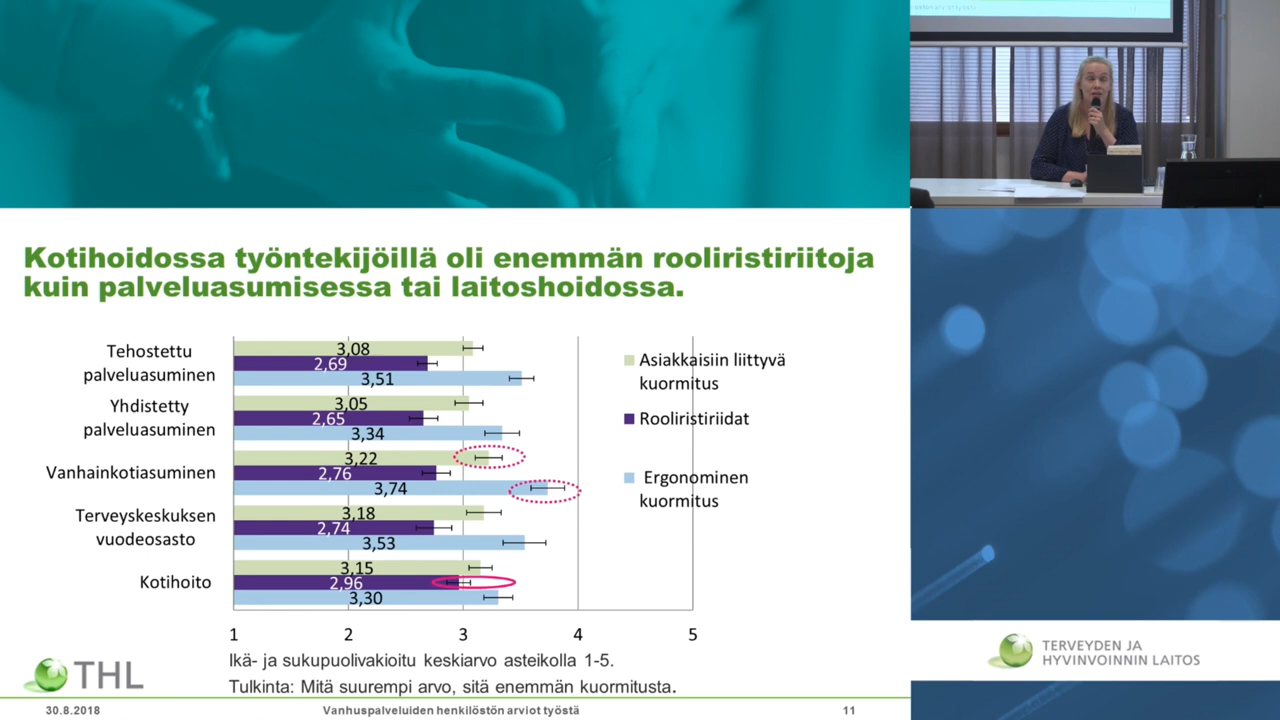 Kotihoidossa työntekijöillä oli enemmän rooliristiriitoja
kuin palveluasumisessa tai laitoshoidossa.
Tehostettu
palveluasuminen
3,08
2,69
3,51
Yhdistetty
palveluasuminen
3,05
2,65
3,34
Vanhainkotiasuminen
3,22
2,76
3,74
Terveyskeskuksen
vuodeosasto
3,18
2,74
3,53
Kotihoito
3,15
2,96
3,30
1 2 3 4 5
Asiakkaisiin liittyvä
kuormitus
Rooliristiriidat
Ergonominen
kuormitus
Ikä- ja sukupuolivakioitu keskiarvo asteikolla 1-5.
Tulkinta: Mitä suurempi arvo, sitä enemmän kuormitusta.
THL
30.8.2018 Vanhuspalveluiden henkilöstön arviot työstä 11
TERVEYDEN JA
HYVINVOINNIN LAITOS